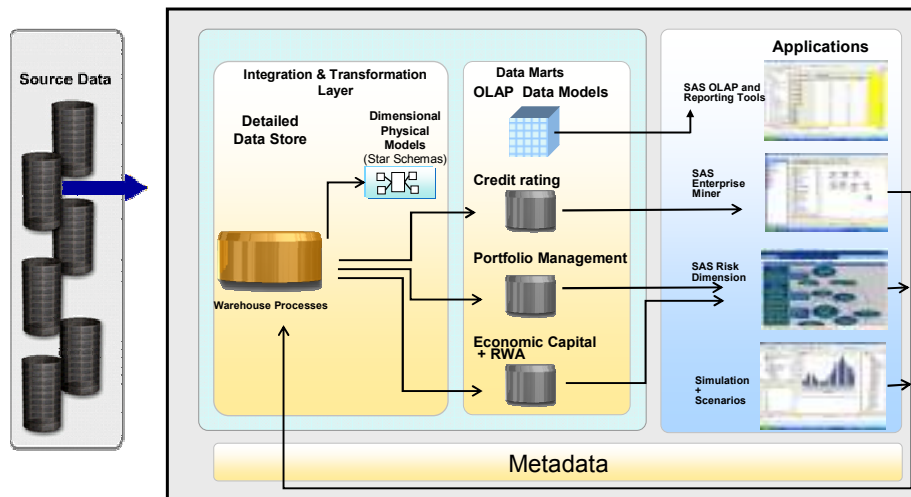 Source Data
Integration & Transformation
Layer
Detailed
Data Store
Dimensional
Physical
Models
(Star Schemas)
Warehouse Processes
Data Marts
OLAP Data Models
Credit rating
Portfolio Management
Economic Capital
+ RWA
Applications
SAS OLAP and
Reporting Tools
SAS
Enterprise
Miner
SAS Risk
Dimension
Simulation
+
Scenarios
Metadata